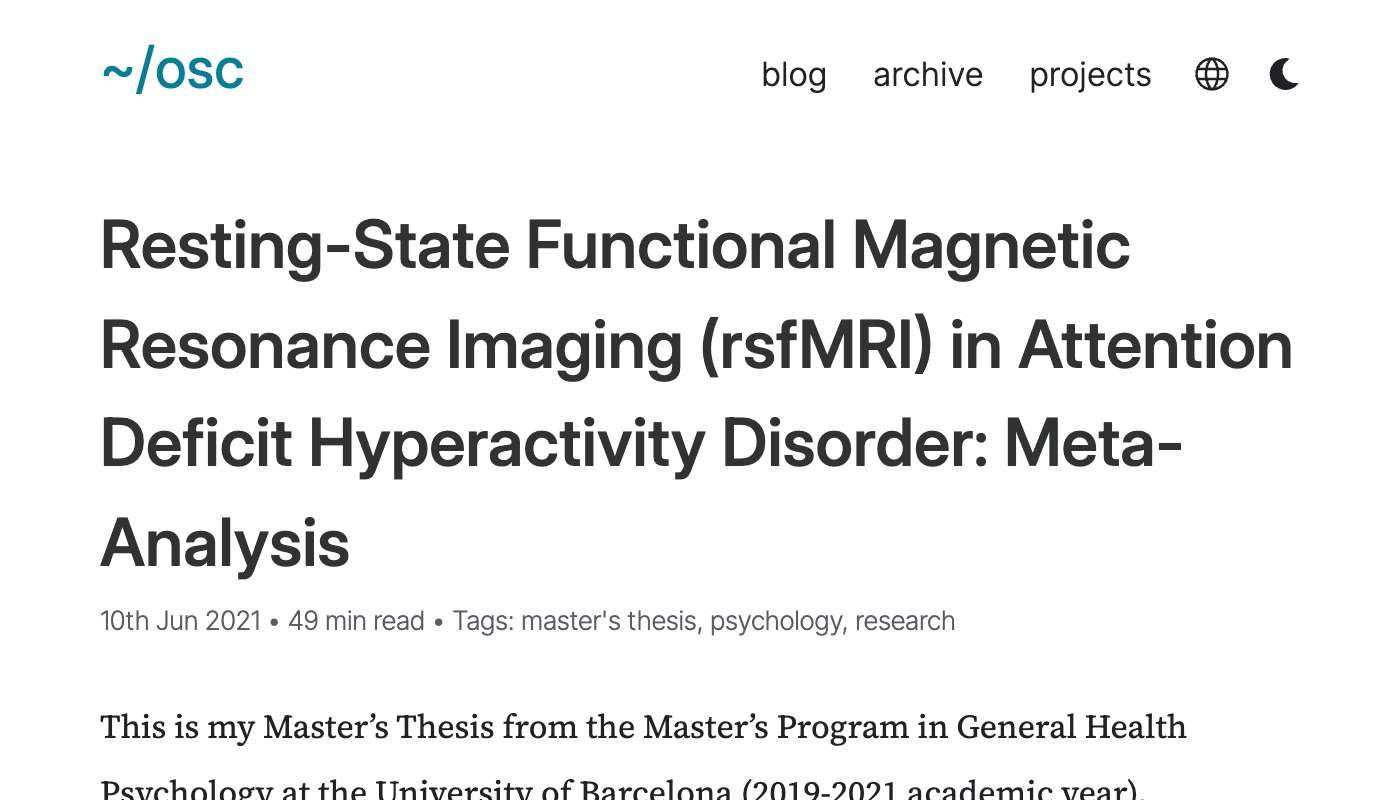 ~/osc
blog archive projects
Resting-State Functional Magnetic
Resonance Imaging (rsfMRI) in Attention
Deficit Hyperactivity Disorder: Meta-
Analysis
10th Jun 2021 • 49 min read • Tags: master's thesis, psychology, research
This is my Master’s Thesis from the Master’s Program in General Health
Psychology at the University of Barcelona (2019-2021 academic year).